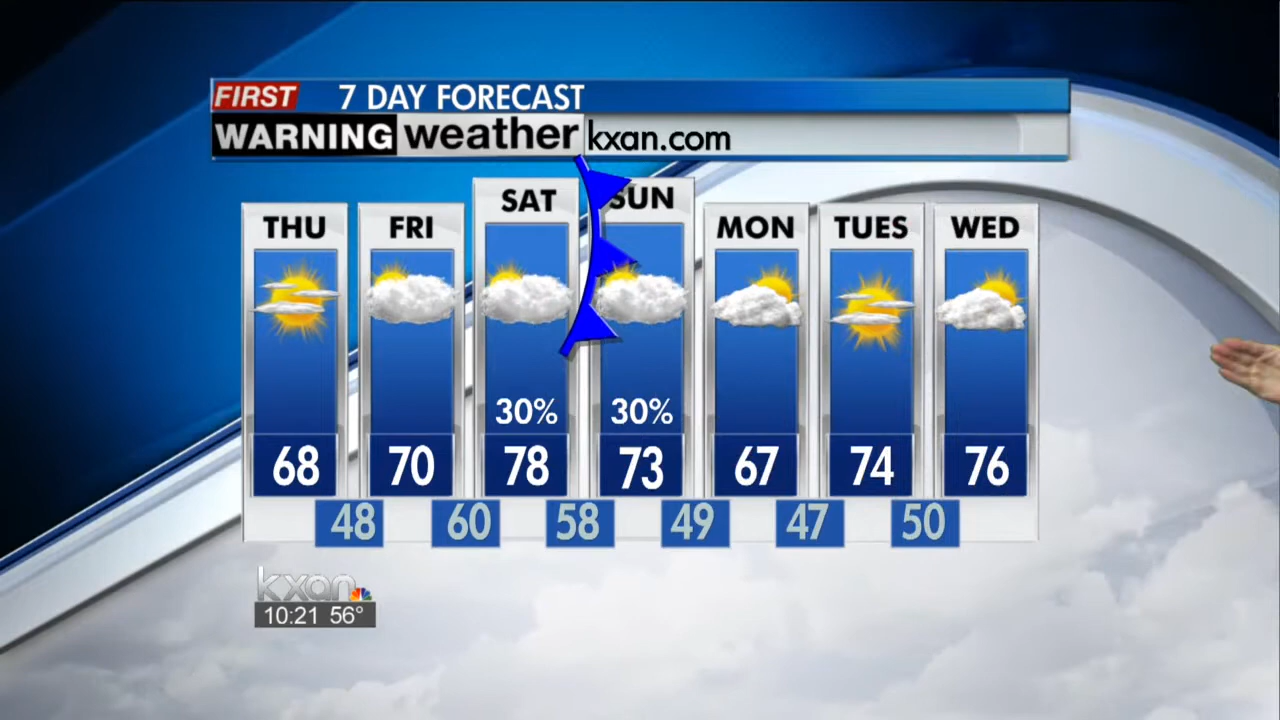 FIRST 7 DAY FORECAST
WARNING weather kxan.com
THU FRI SAT SUN MON TUES WED
30% 30%
68 70 78 73 67 74 76
48 60 58 49 47 50
kxan
10:21 56°